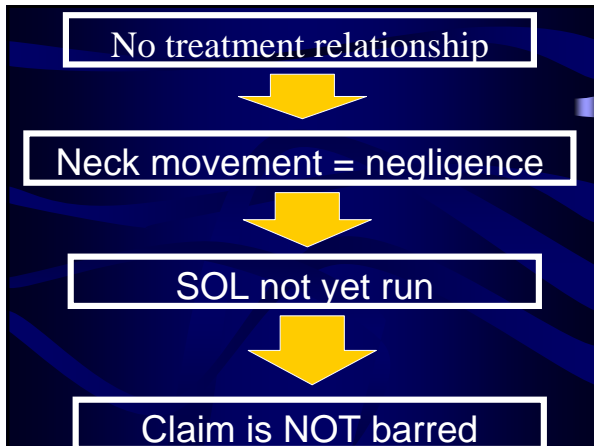 No treatment relationship
Neck movement = negligence
SOL not yet run
Claim is NOT barred